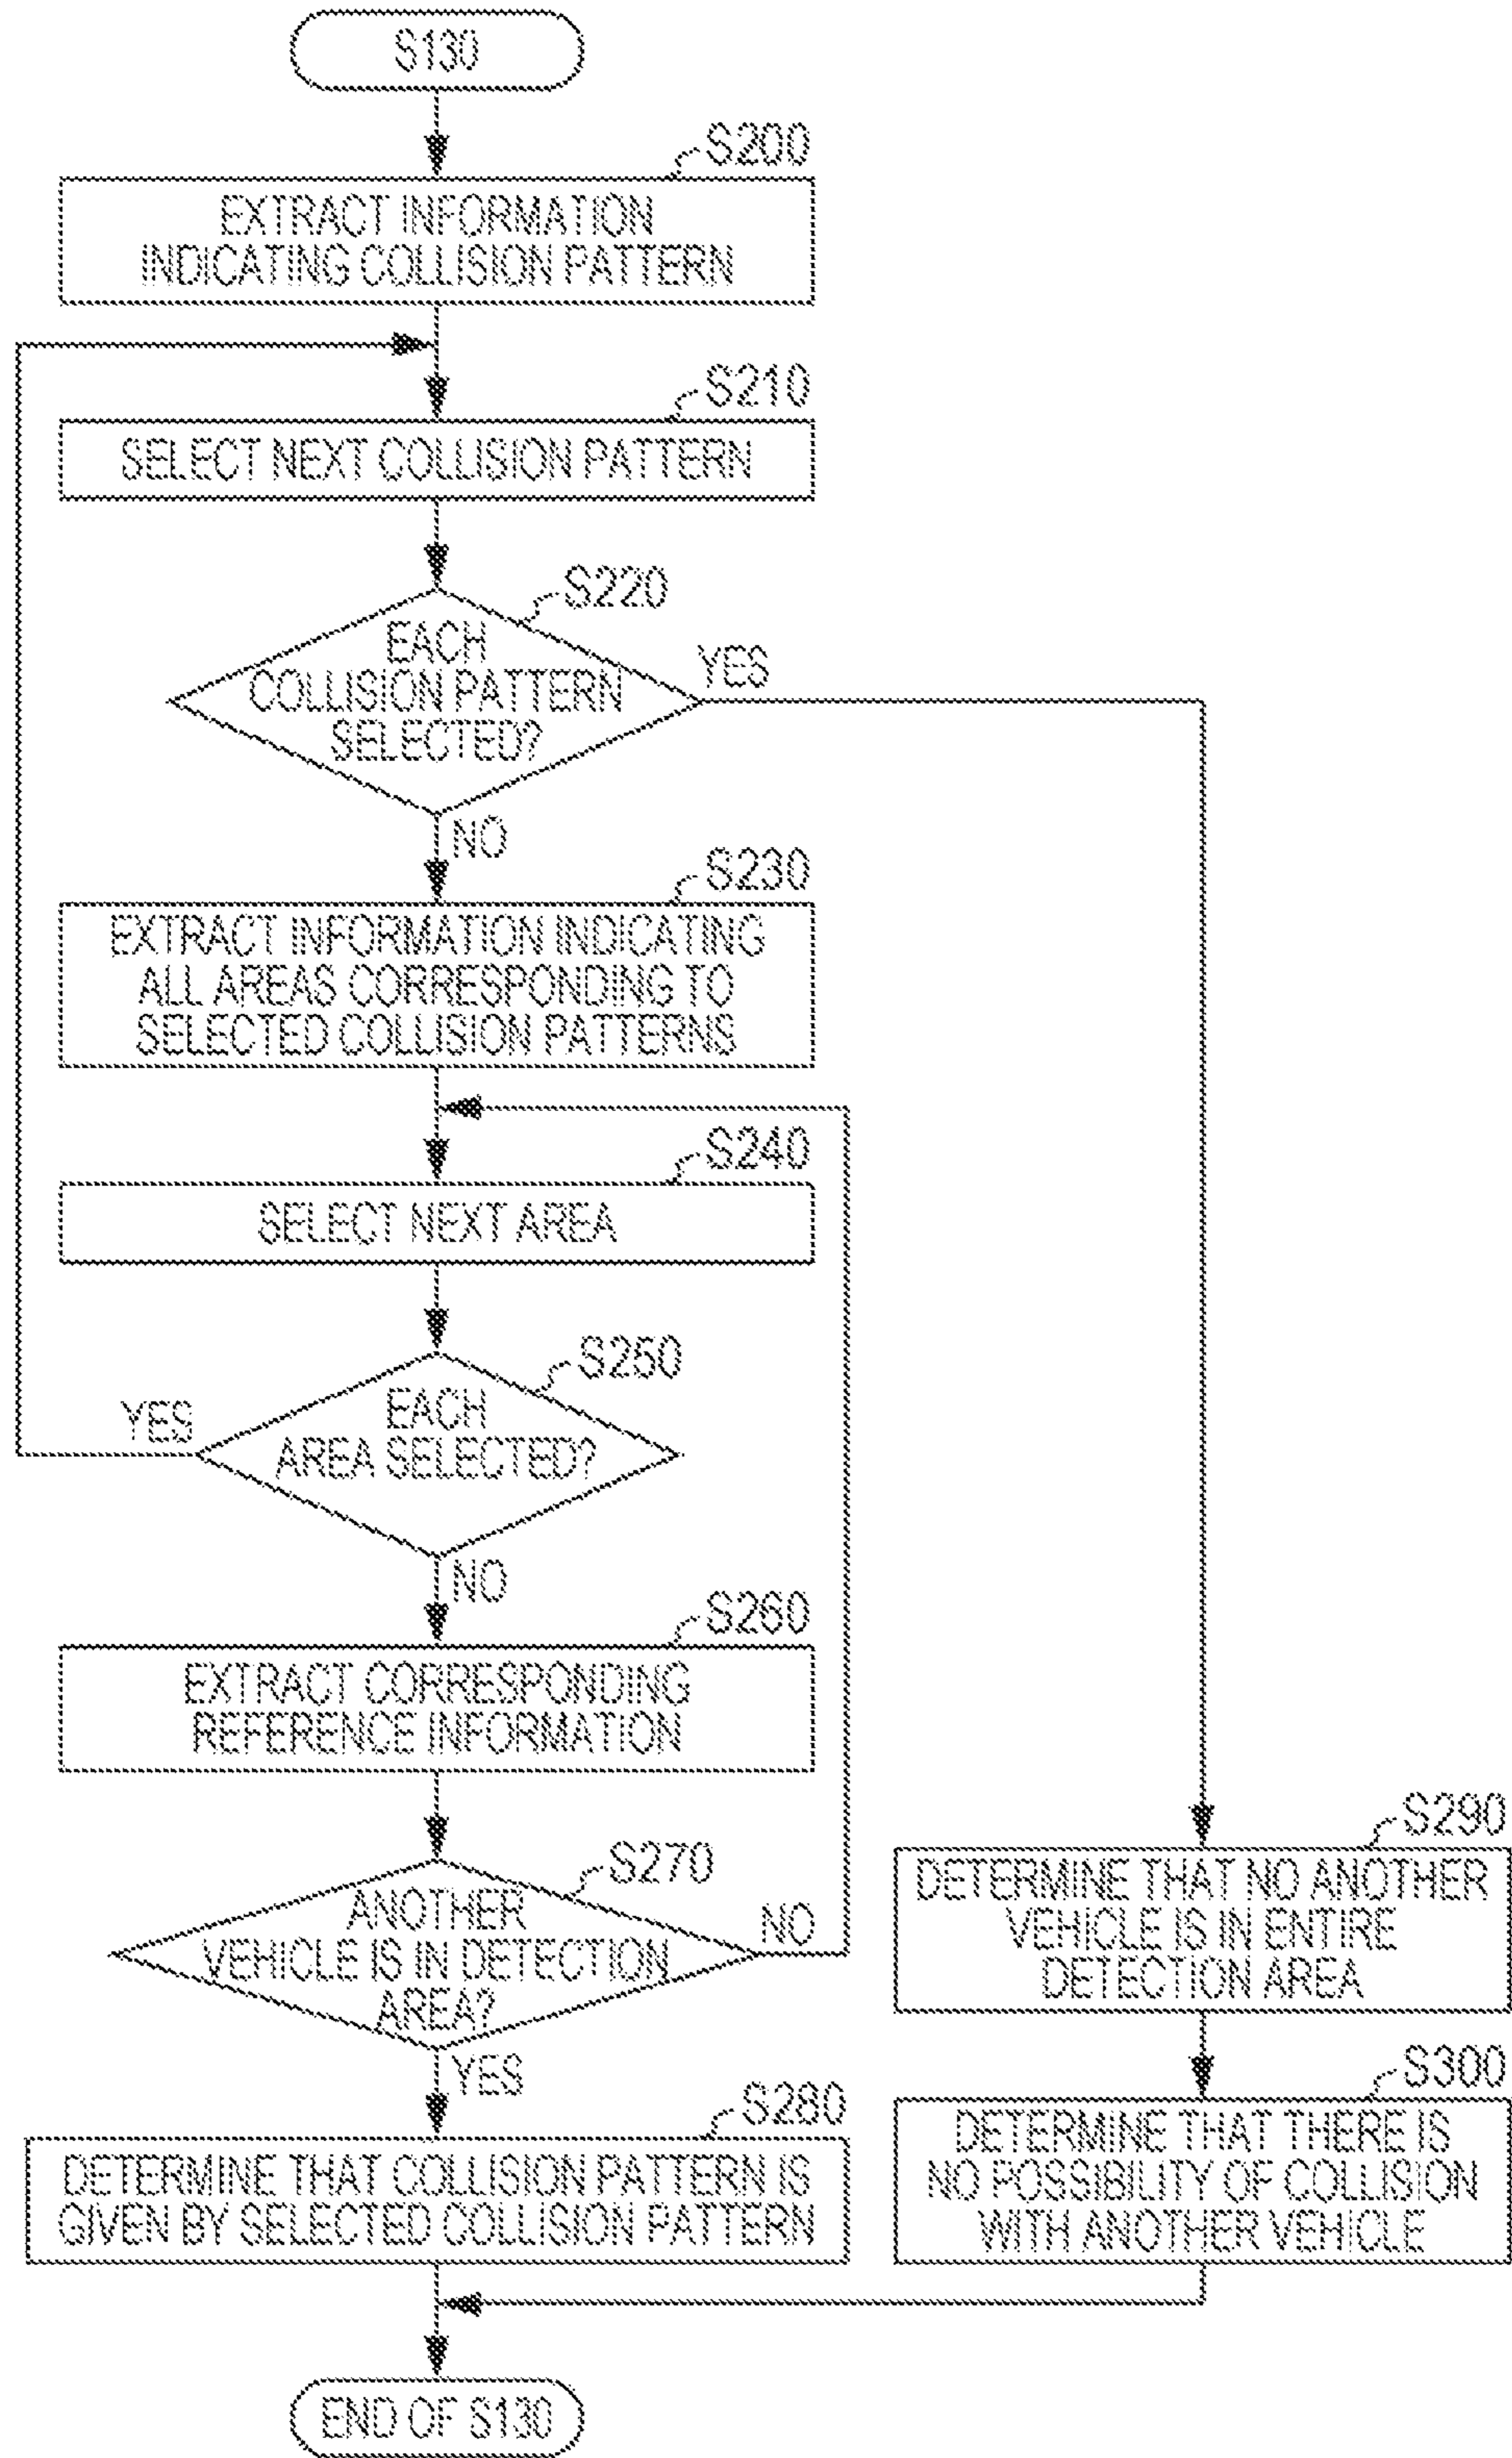 S130
S200
EXTRACT INFORMATION
INDICATING COLLISION PATTERN
S210
SELECT NEXT COLLISION PATTERN
S220
EACH
COLLISION PATTERN
SELECTED?
YES
NO
S230
EXTRACT INFORMATION INDICATING
ALL AREAS CORRESPONDING TO
SELECTED COLLISION PATTERNS
S240
SELECT NEXT AREA
S250
EACH
AREA SELECTED?
YES
NO
S260
EXTRACT CORRESPONDING
REFERENCE INFORMATION
S270
ANOTHER
VEHICLE IS IN DETECTION
AREA?
NO
YES
S280
DETERMINE THAT COLLISION PATTERN IS
GIVEN BY SELECTED COLLISION PATTERN
S290
DETERMINE THAT NO ANOTHER
VEHICLE IS IN ENTIRE
DETECTION AREA
S300
DETERMINE THAT THERE IS
NO POSSIBILITY OF COLLISION
WITH ANOTHER VEHICLE
END OF S130